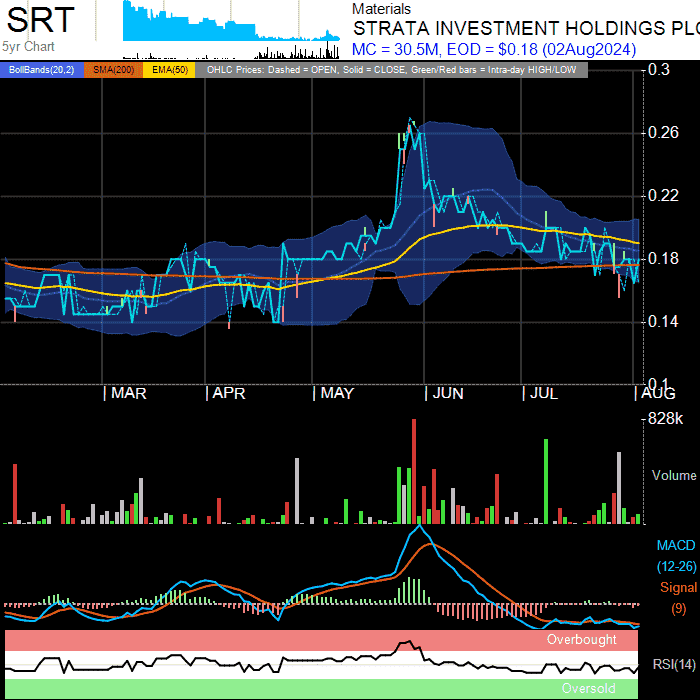 SRT
5yr Chart
Materials
STRATA INVESTMENT HOLDINGS PLC
MC = 30.5M, EOD = $0.18 (02Aug2024)
BollBands(20,2) SMA(200) EMA(50) OHLC Prices: Dashed = OPEN, Solid = CLOSE, Green/Red bars = Intra-day HIGH/LOW
0.3
0.26
0.22
0.18
0.14
0.1
MAR APR MAY JUN JUL AUG
828k
Volume
MACD
(12-26)
Signal
(9)
Overbought
RSI(14)
Oversold